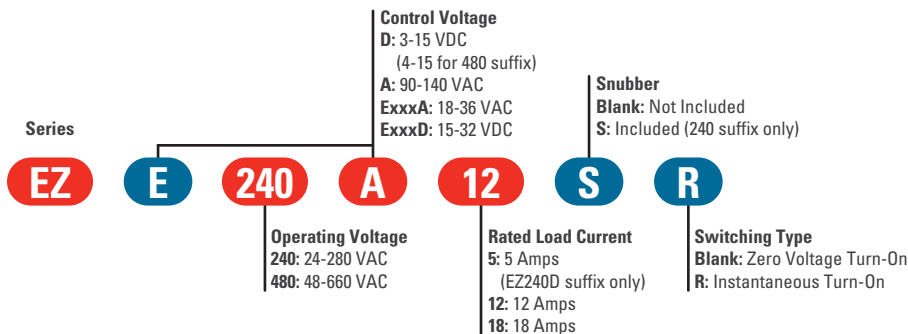 Control Voltage
D: 3-15 VDC
(4-15 for 480 suffix)
A: 90-140 VAC
ExxxA: 18-36 VAC
ExxxD: 15-32 VDC
Snubber
Blank: Not Included
S: Included (240 suffix only)
Series
EZ E 240 A 12 S R
Operating Voltage
240: 24-280 VAC
480: 48-660 VAC
Rated Load Current
5: 5 Amps
(EZ240D suffix only)
12: 12 Amps
18: 18 Amps
Switching Type
Blank: Zero Voltage Turn-On
R: Instantaneous Turn-On